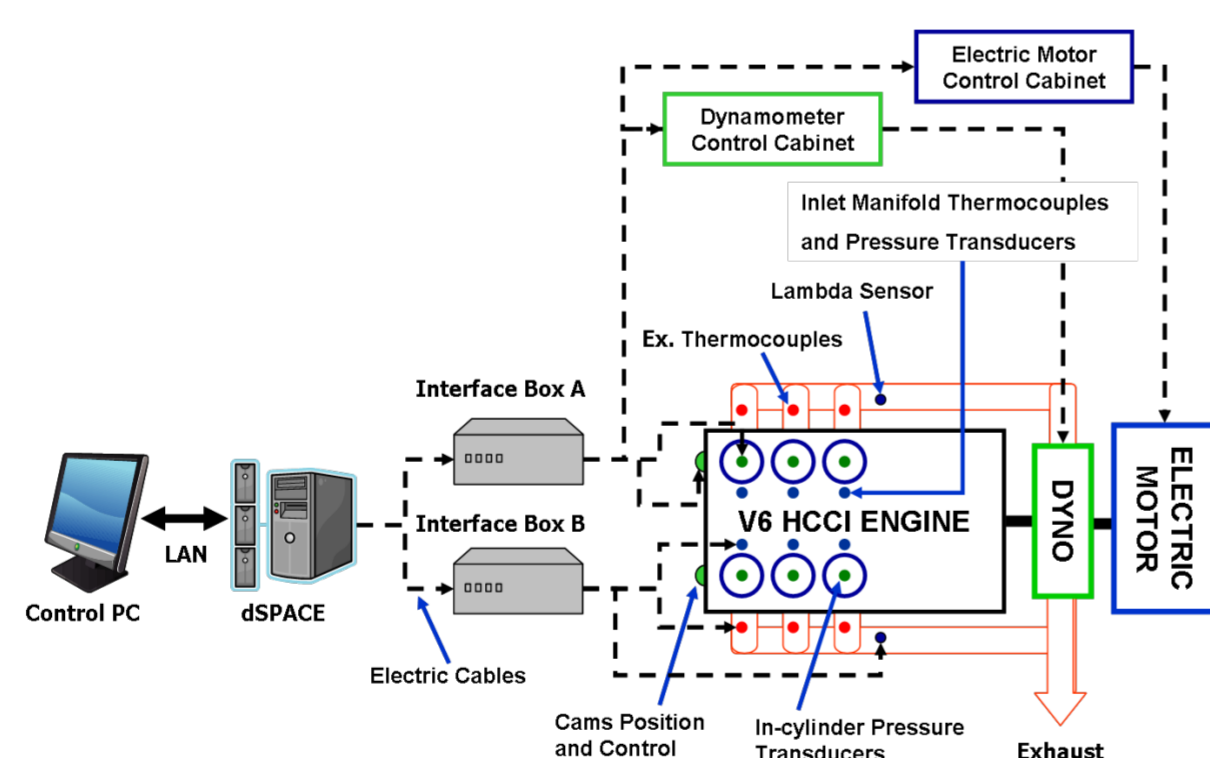 Electric Motor
Control Cabinet
Dynamometer
Control Cabinet
Inlet Manifold Thermocouples
and Pressure Transducers
Lambda Sensor
Ex. Thermocouples
Interface Box A
Interface Box B
V6 HCCI ENGINE
DYNO
ELECTRIC
MOTOR
LAN
Control PC
dSPACE
Electric Cables
Cams Position
and Control
In-cylinder Pressure
Transducers
Exhaust